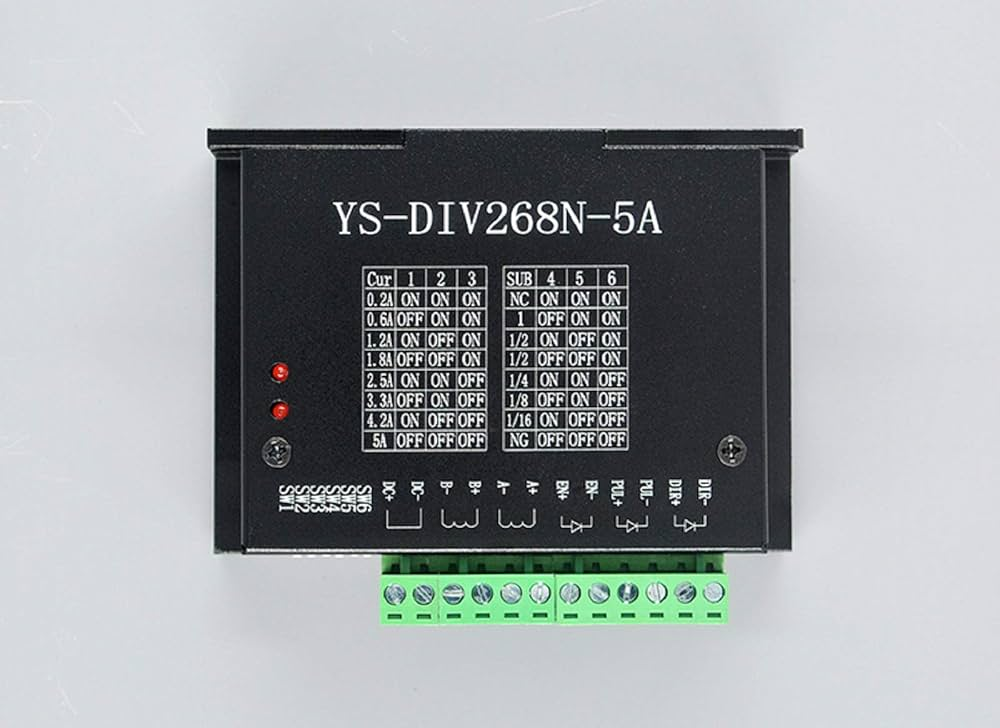 YS-DIV268N-5A
Cur 1 2 3
0.2A ON ON ON
0.6A OFF ON ON
1.2A ON OFF ON
1.8A OFF OFF ON
2.5A ON ON OFF
3.3A OFF ON OFF
4.2A ON OFF OFF
5A OFF OFF OFF
SUB 4 5 6
NC ON ON ON
1 OFF ON ON
1/2 ON OFF ON
1/2 OFF OFF ON
1/4 ON ON OFF
1/8 OFF ON OFF
1/16 ON OFF OFF
NG OFF OFF OFF
SW1
SW2
SW3
SW4
SW5
SW6
DC+
DC-
B-
B+
A-
A+
EN+
EN-
PUL+
PUL-
DIR+
DIR-